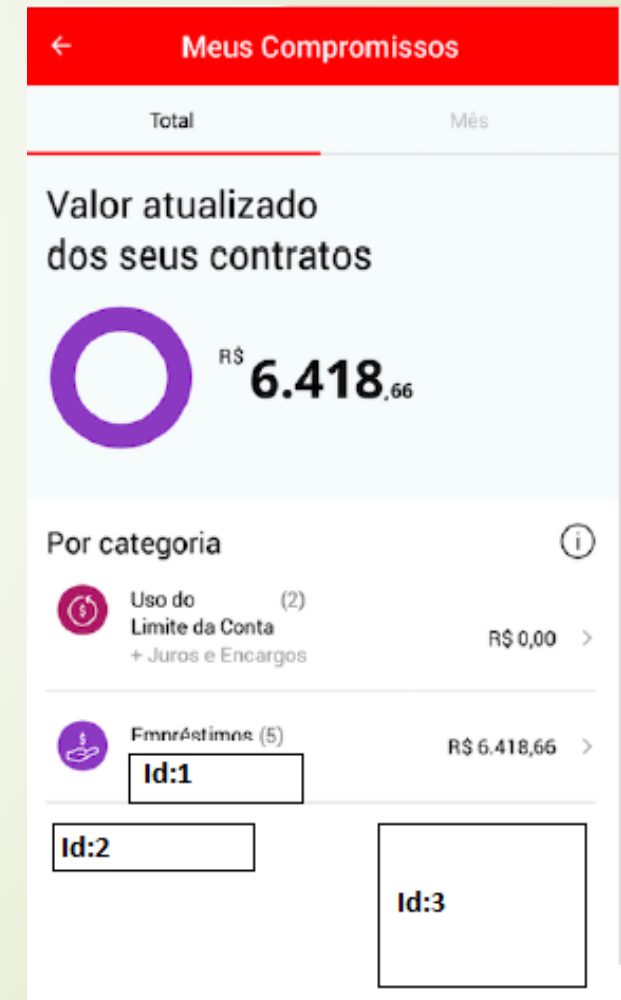 Meus Compromissos
Total Mês
Valor atualizado
dos seus contratos
R$ 6.418,66
Por categoria
Uso do (2)
Limite da Conta
+ Juros e Encargos
R$ 0,00
Empréstimos (5)
R$ 6.418,66
Id:1
Id:2
Id:3